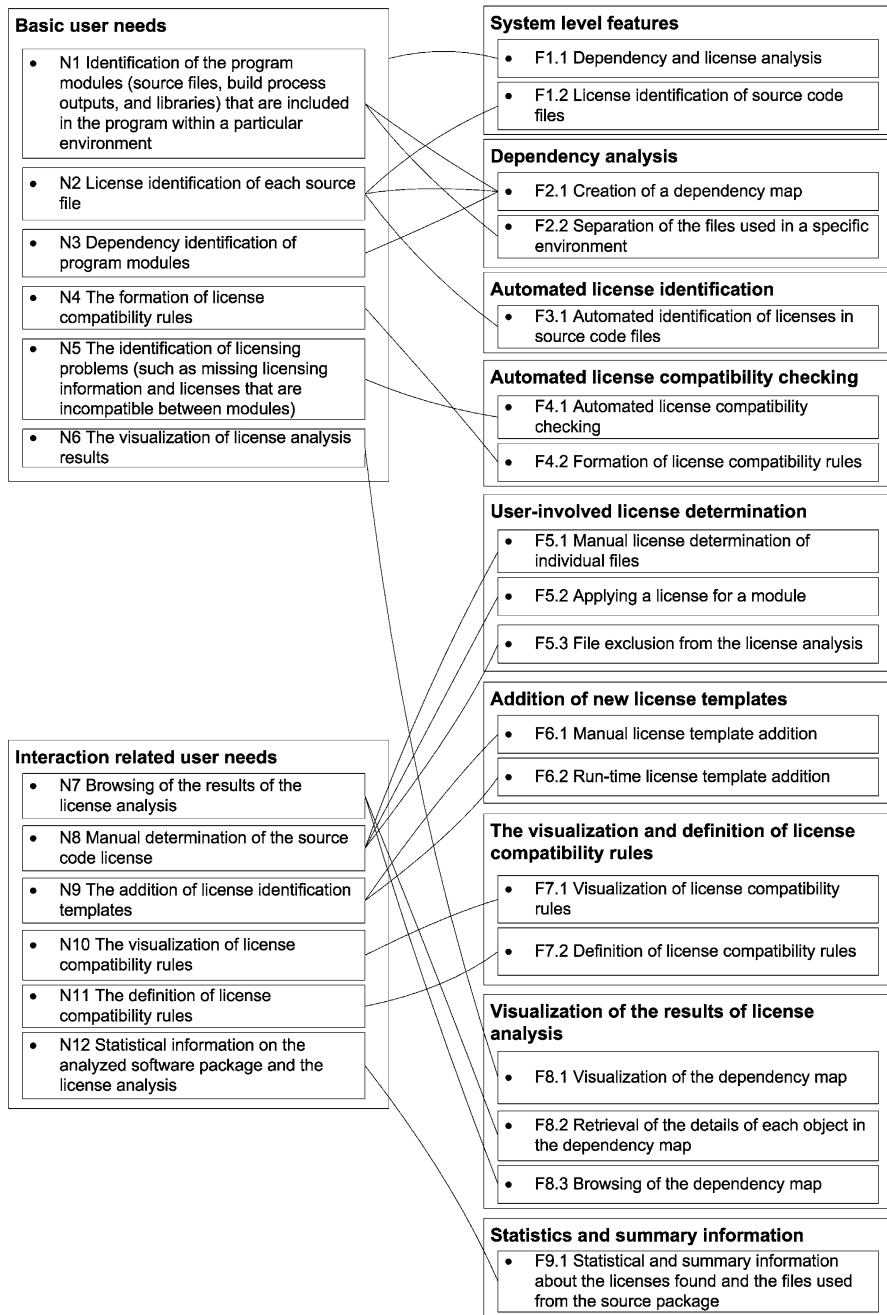 Basic user needs
• N1 Identification of the program
modules (source files, build process
outputs, and libraries) that are included
in the program within a particular
environment
• N2 License identification of each source
file
• N3 Dependency identification of
program modules
• N4 The formation of license
compatibility rules
• N5 The identification of licensing
problems (such as missing licensing
information and licenses that are
incompatible between modules)
• N6 The visualization of license analysis
results
Interaction related user needs
• N7 Browsing of the results of the
license analysis
• N8 Manual determination of the source
code license
• N9 The addition of license identification
templates
• N10 The visualization of license
compatibility rules
• N11 The definition of license
compatibility rules
• N12 Statistical information on the
analyzed software package and the
license analysis
System level features
• F1.1 Dependency and license analysis
• F1.2 License identification of source code
files
Dependency analysis
• F2.1 Creation of a dependency map
• F2.2 Separation of the files used in a specific
environment
Automated license identification
• F3.1 Automated identification of licenses in
source code files
Automated license compatibility checking
• F4.1 Automated license compatibility
checking
• F4.2 Formation of license compatibility rules
User-involved license determination
• F5.1 Manual license determination of
individual files
• F5.2 Applying a license for a module
• F5.3 File exclusion from the license analysis
Addition of new license templates
• F6.1 Manual license template addition
• F6.2 Run-time license template addition
The visualization and definition of license
compatibility rules
• F7.1 Visualization of license compatibility
rules
• F7.2 Definition of license compatibility rules
Visualization of the results of license
analysis
• F8.1 Visualization of the dependency map
• F8.2 Retrieval of the details of each object in
the dependency map
• F8.3 Browsing of the dependency map
Statistics and summary information
• F9.1 Statistical and summary information
about the licenses found and the files used
from the source package